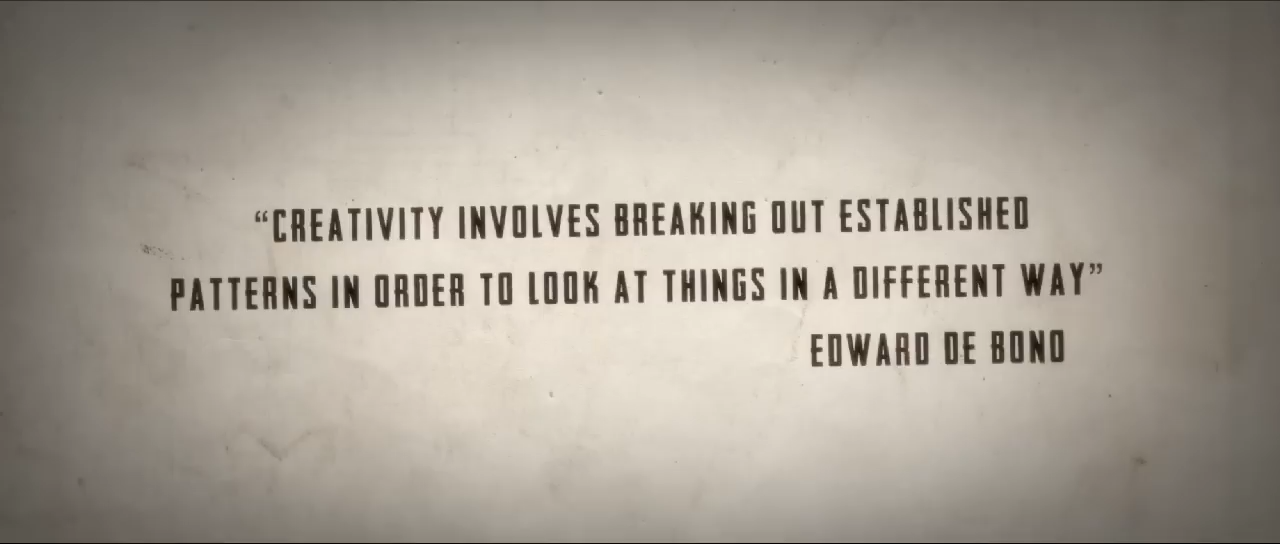 “CREATIVITY INVOLVES BREAKING OUT ESTABLISHED
PATTERNS IN ORDER TO LOOK AT THINGS IN A DIFFERENT WAY”
EDWARD DE BONO